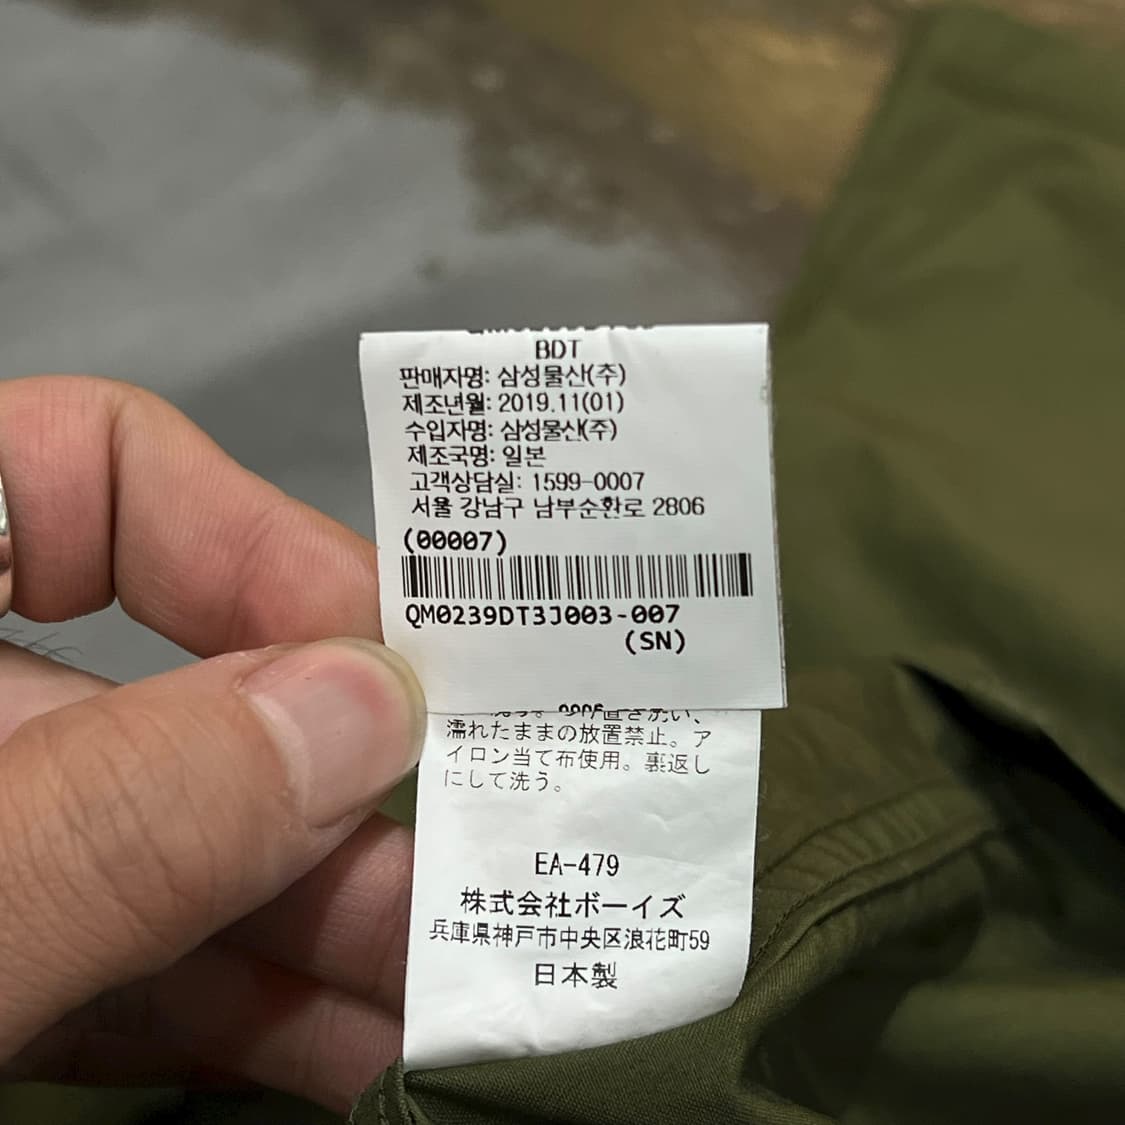 BDT
판매자명: 삼성물산(주)
제조년월: 2019.11(01)
수입자명: 삼성물산(주)
제조국명: 일본
고객상담실: 1599-0007
서울 강남구 남부순환로 2806
(00007)
QM0239DT3J003-007
(SN)
濡れたままの放置禁止。ア
イロン当て布使用。裏返し
にして洗う。
EA-479
株式会社ボーイズ
兵庫県神戸市中央区浪花町59
日本製